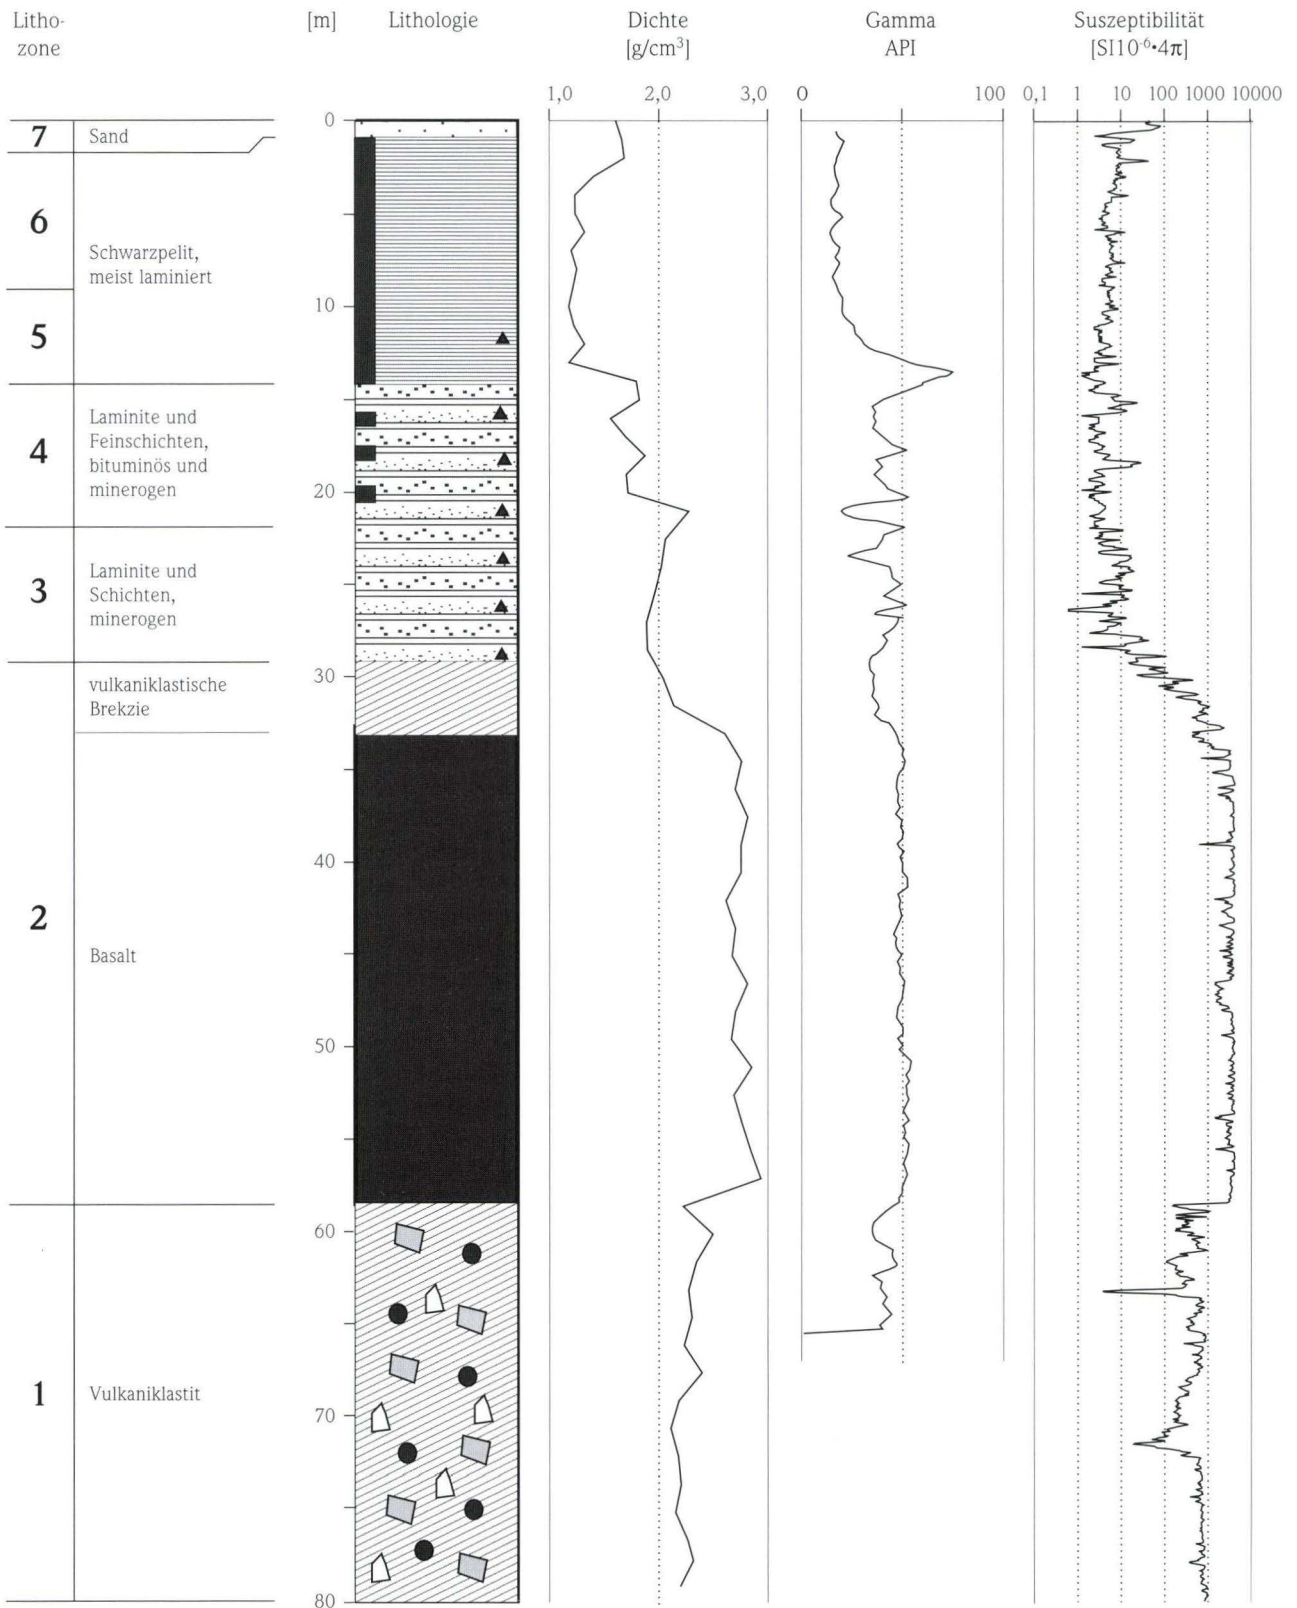 Litho-
zone
[m]
Lithologie
Dichte
[g/cm³]
Gamma
API
Suszeptibilität
[SI10⁻⁶•4π]
1,0 2,0 3,0
0 100
0,1 1 10 100 1000 10000
0
7 Sand
6
Schwarzpelit,
meist laminiert
10
5
4
Laminite und
Feinschichten,
bituminös und
minerogen
20
3
Laminite und
Schichten,
minerogen
30
vulkaniklastische
Brekzie
40
2
Basalt
50
60
1 Vulkaniklastit
70
80